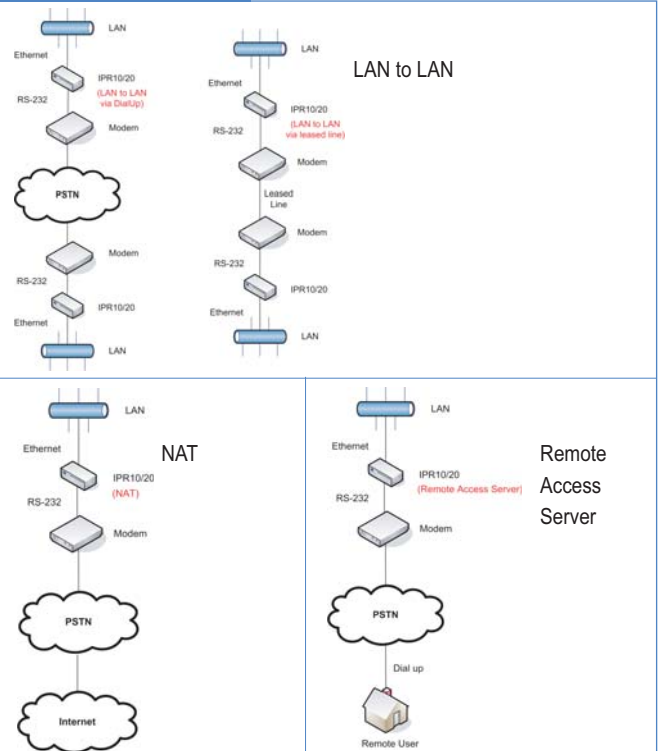 LAN
Ethernet
IPR10/20
(LAN to LAN
via DialUp)
RS-232
Modem
PSTN
Modem
RS-232
IPR10/20
Ethernet
LAN
LAN
Ethernet
IPR10/20
(LAN to LAN
via leased line)
RS-232
Modem
Leased
Line
Modem
RS-232
IPR10/20
Ethernet
LAN
LAN to LAN
LAN
Ethernet
IPR10/20
(NAT)
RS-232
Modem
PSTN
Internet
NAT
LAN
Ethernet
IPR10/20
(Remote Access Server)
RS-232
Modem
PSTN
Dial up
Remote User
Remote
Access
Server